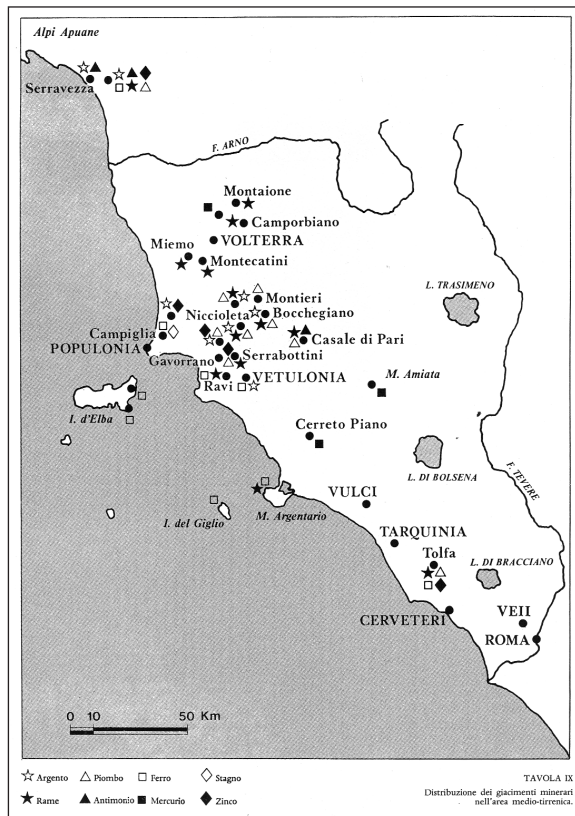 Alpi Apuane
Serravezza
F. ARNO
Montaione
Camporbiano
VOLTERRA
Miemo
Montecatini
L. TRASIMENO
Montieri
Niccioleta
Bocchegiano
Campiglia
POPULONIA
Casale di Pari
Gavorrano
Serrabottini
Ravi
VETULONIA
M. Amiata
I. d'Elba
Cerreto Piano
L. DI BOLSENA
F. TEVERE
I. del Giglio
M. Argentario
VULCI
TARQUINIA
Tolfa
L. DI BRACCIANO
CERVETERI
VEII
ROMA
0 10 50 Km
Argento Piombo Ferro Stagno
Rame Antimonio Mercurio Zinco
TAVOLA IX
Distribuzione dei giacimenti minerari
nell'area medio-tirrenica.